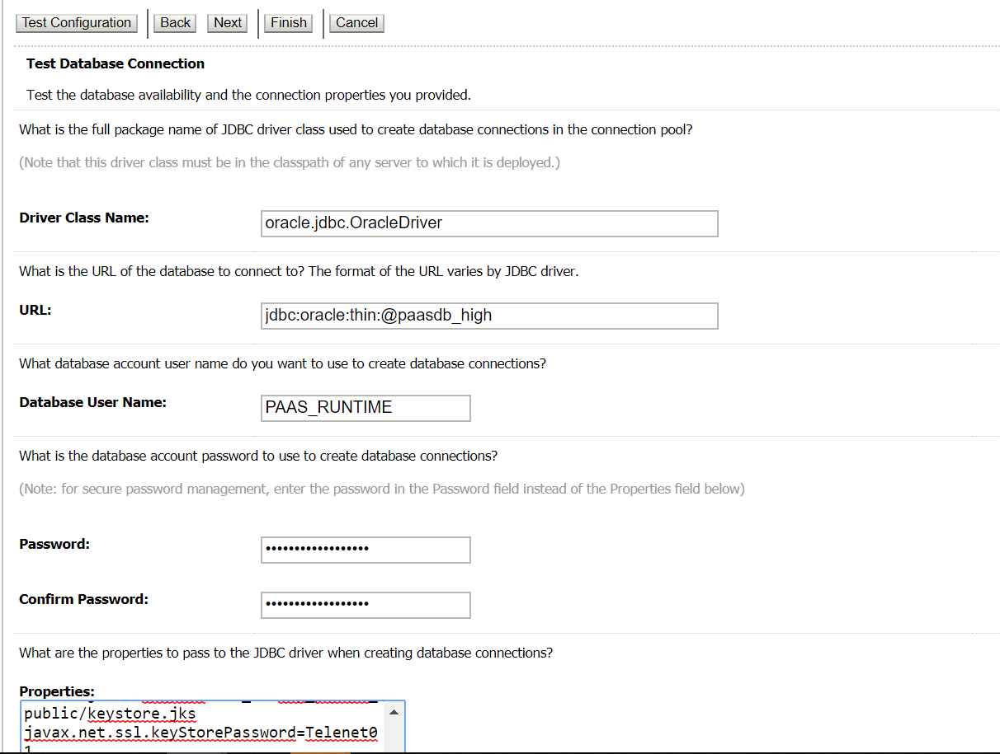 Test Configuration Back Next Finish Cancel
Test Database Connection
Test the database availability and the connection properties you provided.
What is the full package name of JDBC driver class used to create database connections in the connection pool?
(Note that this driver class must be in the classpath of any server to which it is deployed.)
Driver Class Name: oracle.jdbc.OracleDriver
What is the URL of the database to connect to? The format of the URL varies by JDBC driver.
URL: jdbc:oracle:thin:@paasdb_high
What database account user name do you want to use to create database connections?
Database User Name: PAAS_RUNTIME
What is the database account password to use to create database connections?
(Note: for secure password management, enter the password in the Password field instead of the Properties field below)
Password: ••••••••••••••••••
Confirm Password: ••••••••••••••••••
What are the properties to pass to the JDBC driver when creating database connections?
Properties:
public/keystore.jks
javax.net.ssl.keyStorePassword=Telenet0